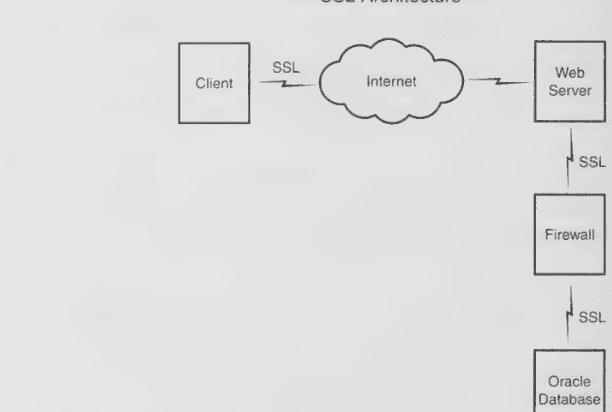 SSL Architecture
Client
SSL
Internet
Web
Server
SSL
Firewall
SSL
Oracle
Database